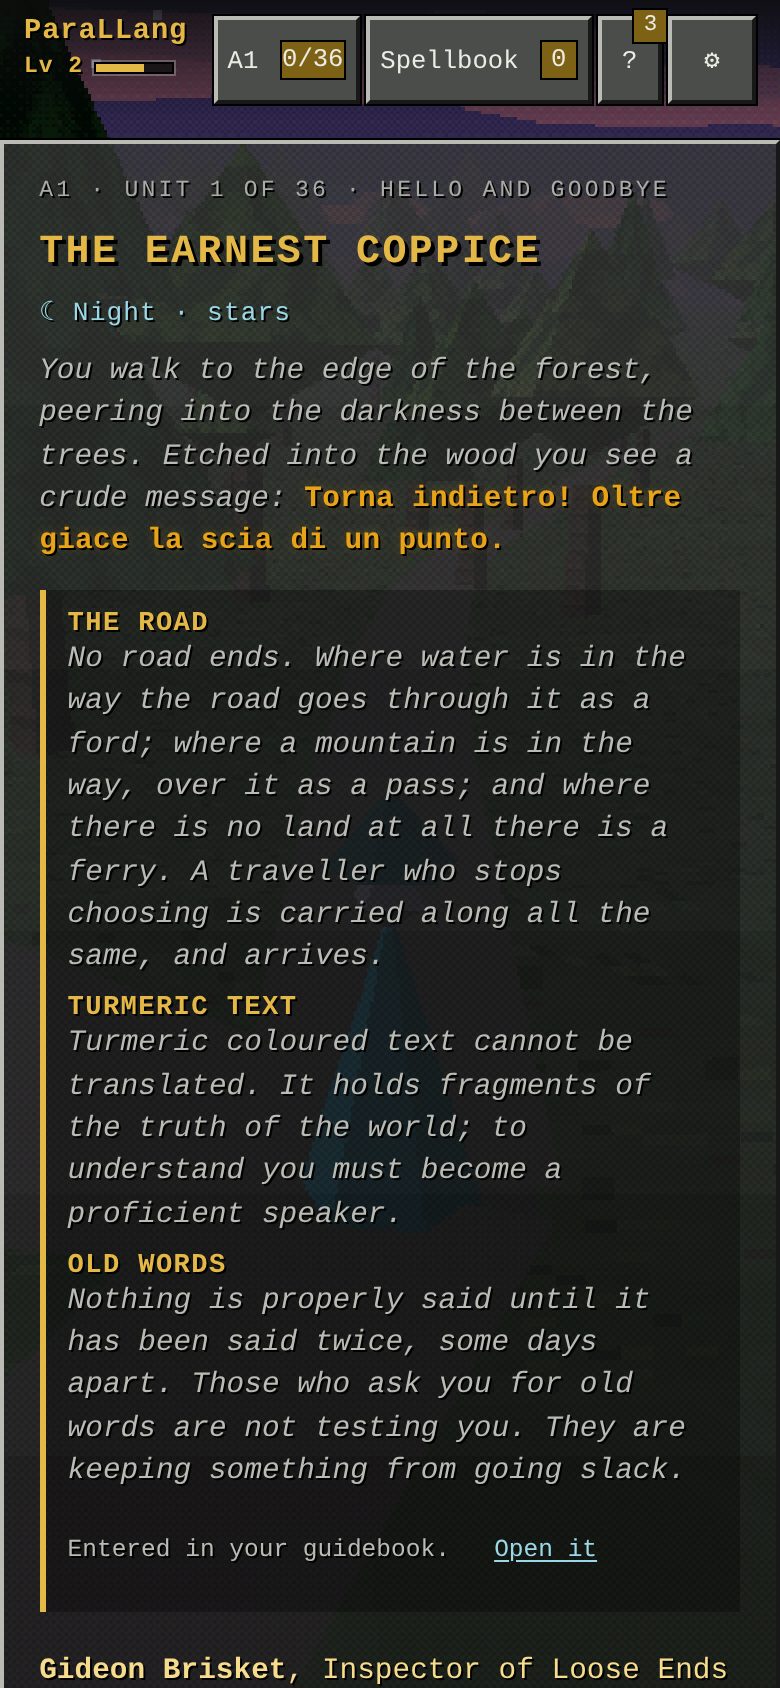 ParaLLang
Lv 2
A1 0/36
Spellbook 0
?
3
⚙
A1 · UNIT 1 OF 36 · HELLO AND GOODBYE
THE EARNEST COPPICE
☾ Night · stars
You walk to the edge of the forest,
peering into the darkness between the
trees. Etched into the wood you see a
crude message: Torna indietro! Oltre
giace la scia di un punto.
THE ROAD
No road ends. Where water is in the
way the road goes through it as a
ford; where a mountain is in the
way, over it as a pass; and where
there is no land at all there is a
ferry. A traveller who stops
choosing is carried along all the
same, and arrives.
TURMERIC TEXT
Turmeric coloured text cannot be
translated. It holds fragments of
the truth of the world; to
understand you must become a
proficient speaker.
OLD WORDS
Nothing is properly said until it
has been said twice, some days
apart. Those who ask you for old
words are not testing you. They are
keeping something from going slack.
Entered in your guidebook. Open it
Gideon Brisket, Inspector of Loose Ends